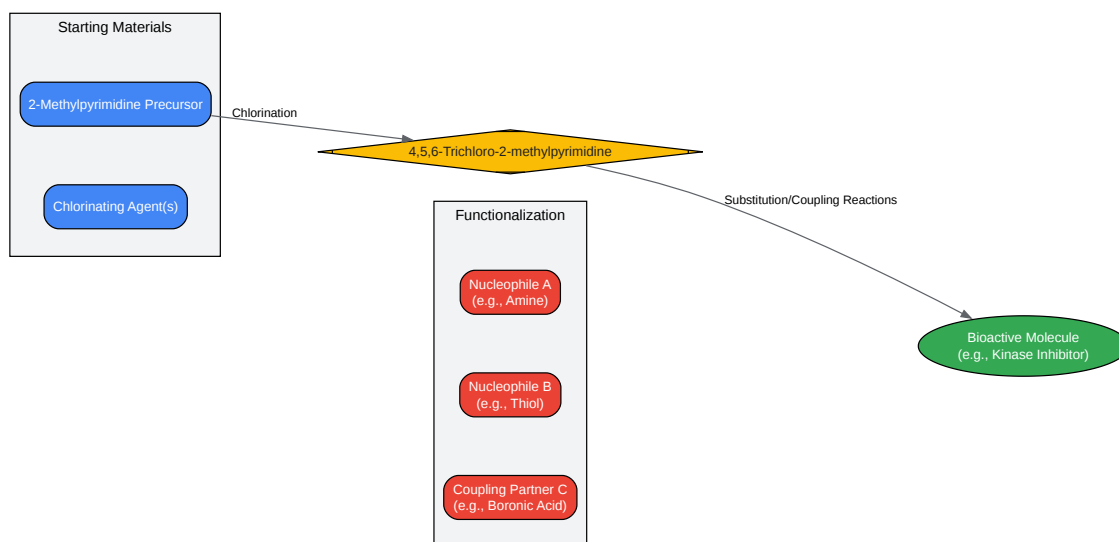 Starting Materials
2-Methylpyrimidine Precursor
Chlorinating Agent(s)
Chlorination
4,5,6-Trichloro-2-methylpyrimidine
Substitution/Coupling Reactions
Functionalization
Nucleophile A
(e.g., Amine)
Nucleophile B
(e.g., Thiol)
Coupling Partner C
(e.g., Boronic Acid)
Bioactive Molecule
(e.g., Kinase Inhibitor)